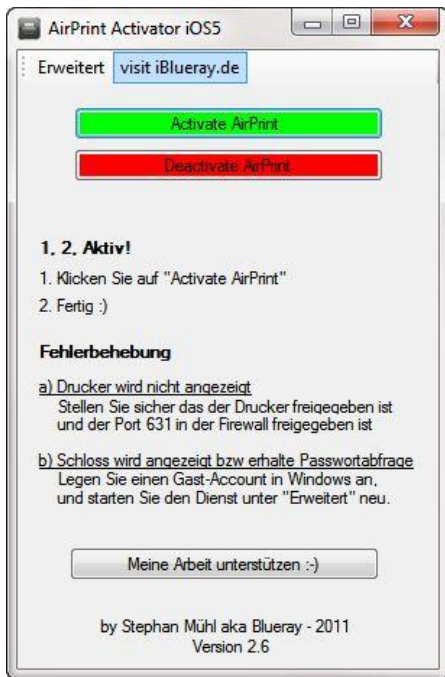 AirPrint Activator iOS5
Erweitert visit iBlueray.de
Activate AirPrint
Deactivate AirPrint
1, 2, Aktiv!
1. Klicken Sie auf "Activate AirPrint"
2. Fertig :)
Fehlerbehebung
a) Drucker wird nicht angezeigt
Stellen Sie sicher das der Drucker freigegeben ist
und der Port 631 in der Firewall freigegeben ist
b) Schloss wird angezeigt bzw erhalte Passwortabfrage
Legen Sie einen Gast-Account in Windows an,
und starten Sie den Dienst unter "Erweitert" neu.
Meine Arbeit unterstützen :-)
by Stephan Mühl aka Blueray - 2011
Version 2.6